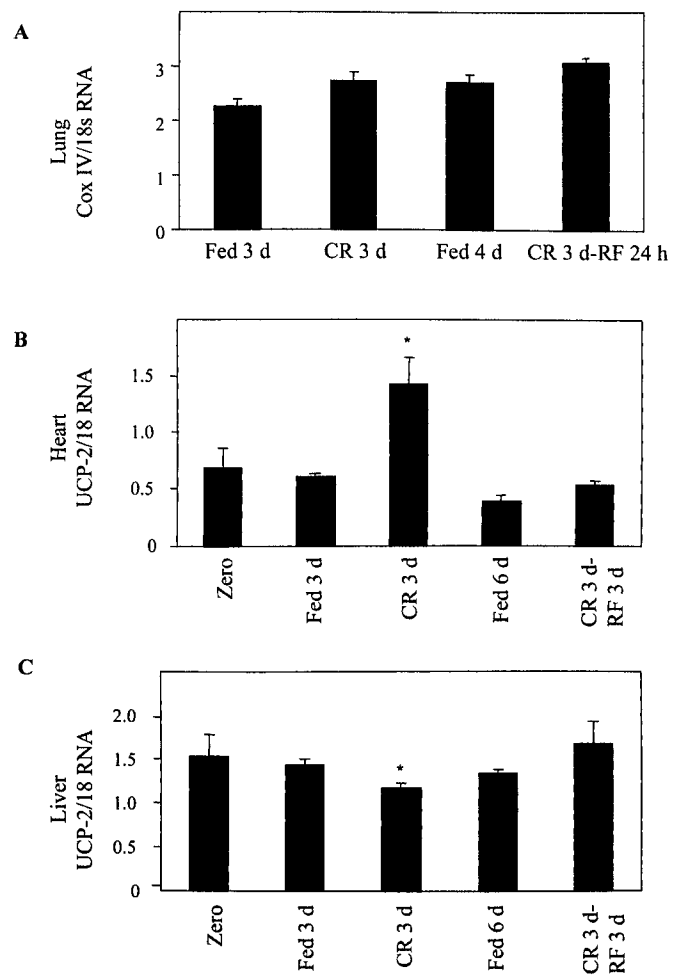 A
Lung
Cox IV/18s RNA
3
2
1
0
Fed 3 d
CR 3 d
Fed 4 d
CR 3 d-RF 24 h
B
Heart
UCP-2/18 RNA
1.5
1.0
0.5
0
*
Zero
Fed 3 d
CR 3 d
Fed 6 d
CR 3 d-
RF 3 d
C
Liver
UCP-2/18 RNA
2.0
1.5
1.0
0.5
0
*
Zero
Fed 3 d
CR 3 d
Fed 6 d
CR 3 d-
RF 3 d